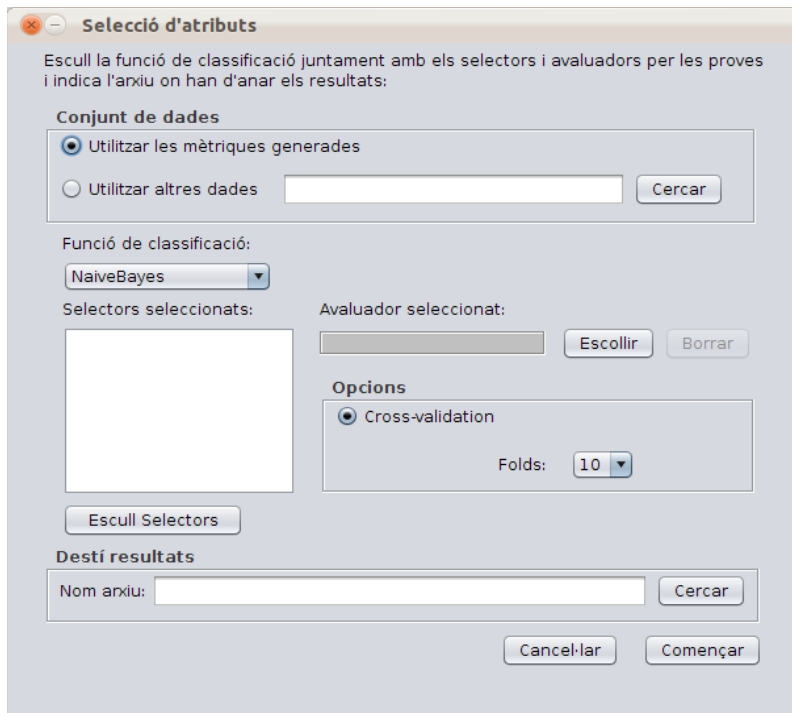 Selecció d'atributs
Escull la funció de classificació juntament amb els selectors i avaluadors per les proves
i indica l'arxiu on han d'anar els resultats:
Conjunt de dades
Utilitzar les mètriques generades
Utilitzar altres dades Cercar
Funció de classificació:
NaiveBayes
Selectors seleccionats: Avaluador seleccionat:
Escollir Borrar
Opcions
Cross-validation
Folds: 10
Escull Selectors
Destí resultats
Nom arxiu: Cercar
Cancel·lar Començar